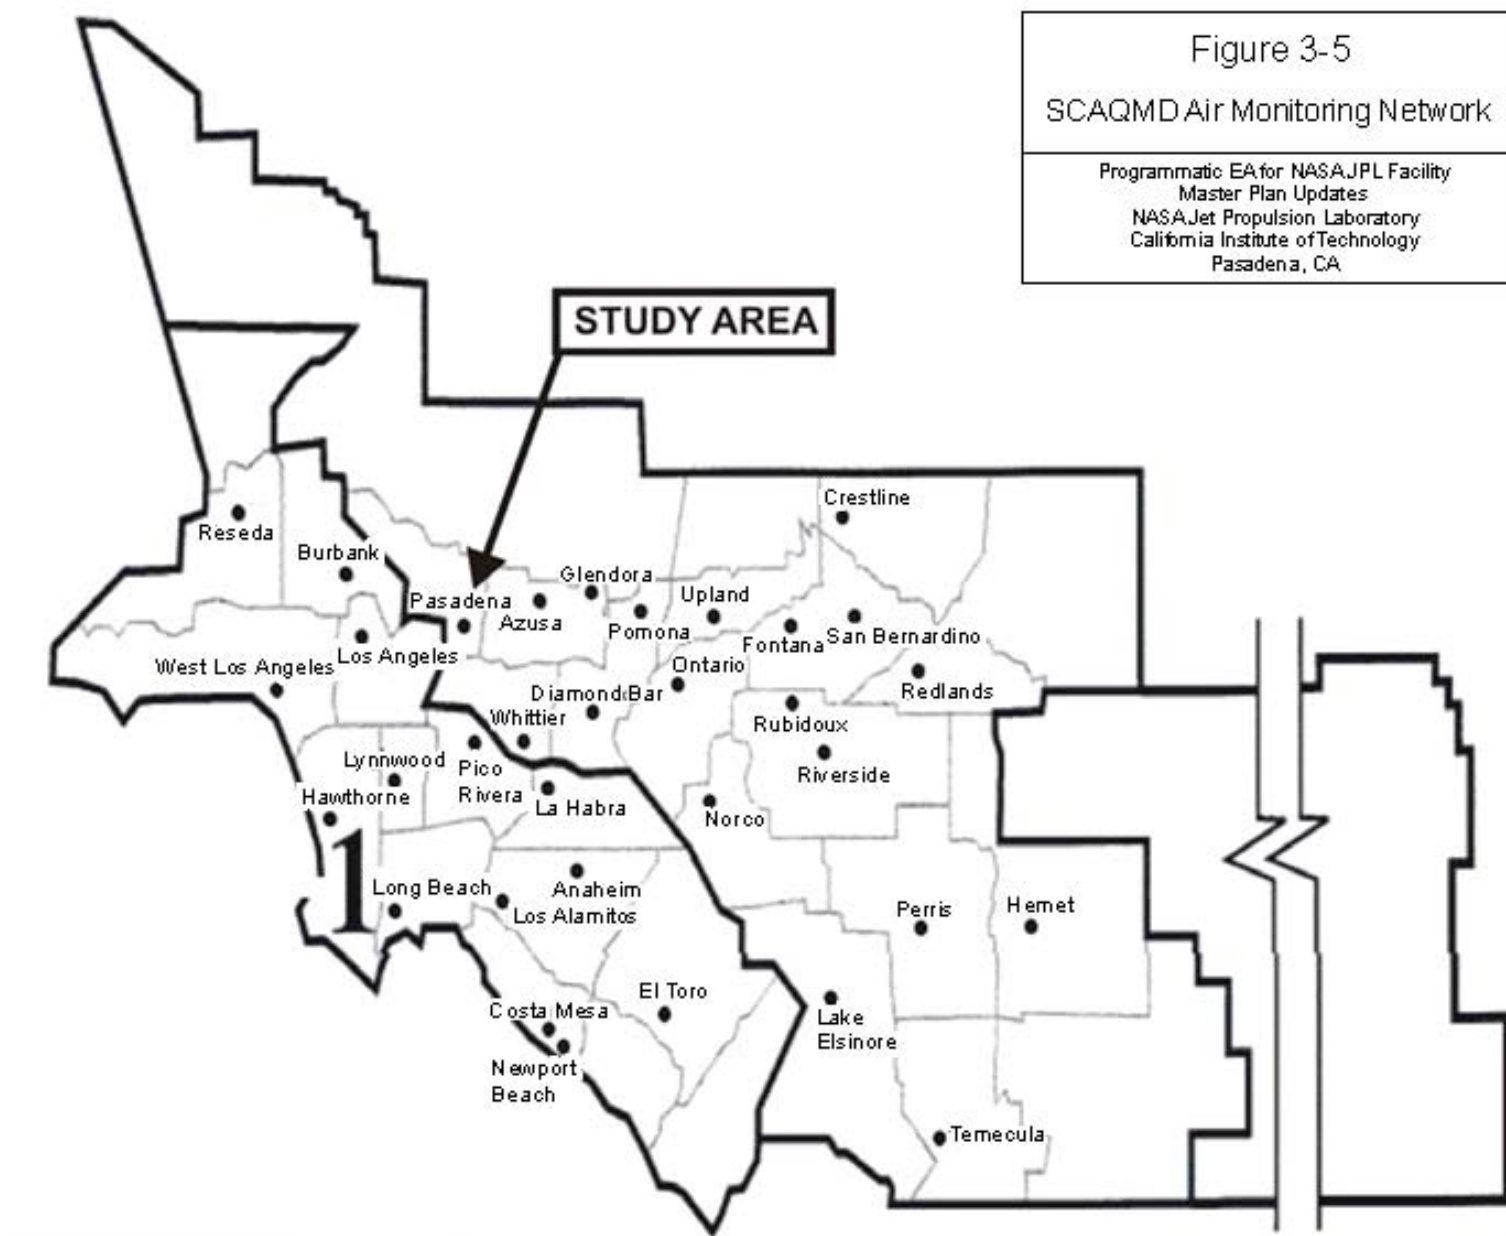 Figure 3-5
SCAQMD Air Monitoring Network
Programmatic EA for NASA JPL Facility
Master Plan Updates
NASA Jet Propulsion Laboratory
California Institute of Technology
Pasadena, CA
STUDY AREA
Crestline
Reseda
Burbank
Glendora
Pasadena
Upland
Azusa
Pomona
Fontana
San Bernardino
West Los Angeles
Los Angeles
Ontario
Diamond Bar
Redlands
Whittier
Rubidoux
Lynnwood
Pico
Rivera
Riverside
Hawthorne
La Habra
Norco
1
Long Beach
Anaheim
Los Alamitos
Perris
Hemet
El Toro
Costa Mesa
Lake
Elsinore
Newport
Beach
Temecula